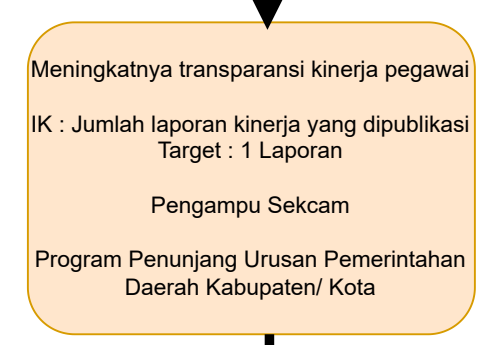 Meningkatnya transparansi kinerja pegawai
IK : Jumlah laporan kinerja yang dipublikasi
Target : 1 Laporan
Pengampu Sekcam
Program Penunjang Urusan Pemerintahan
Daerah Kabupaten/ Kota